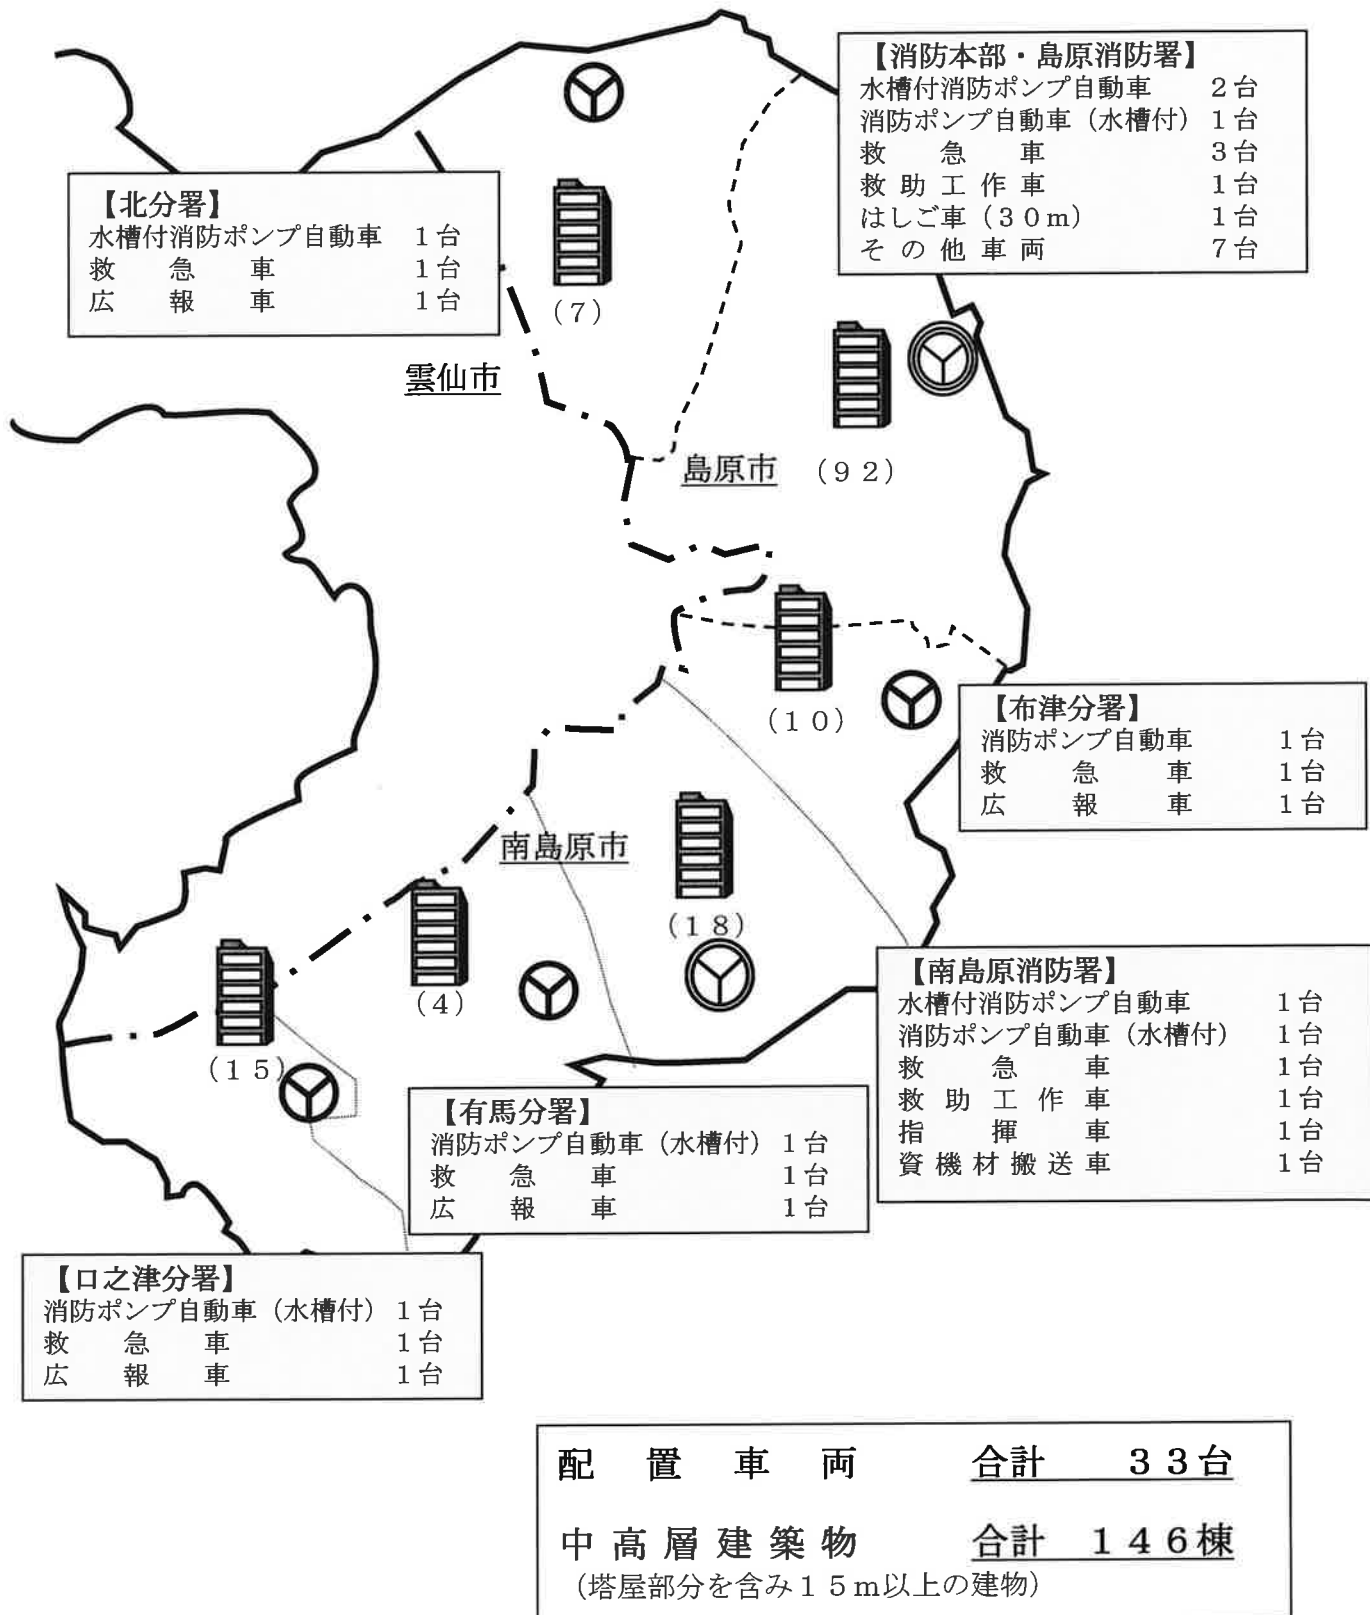 【消防本部・島原消防署】
水槽付消防ポンプ自動車 2台
消防ポンプ自動車(水槽付) 1台
救急車 3台
救助工作車 1台
はしご車(30m) 1台
その他車両 7台
【北分署】
水槽付消防ポンプ自動車 1台
救急車 1台
広報車 1台
(7)
雲仙市
島原市 (92)
(10)
【布津分署】
消防ポンプ自動車 1台
救急車 1台
広報車 1台
南島原市
(18)
(4)
(15)
【南島原消防署】
水槽付消防ポンプ自動車 1台
消防ポンプ自動車(水槽付) 1台
救急車 1台
救助工作車 1台
指揮車 1台
資機材搬送車 1台
【有馬分署】
消防ポンプ自動車(水槽付) 1台
救急車 1台
広報車 1台
【口之津分署】
消防ポンプ自動車(水槽付) 1台
救急車 1台
広報車 1台
配置車両 合計 33台
中高層建築物 合計 146棟
(塔屋部分を含み15m以上の建物)